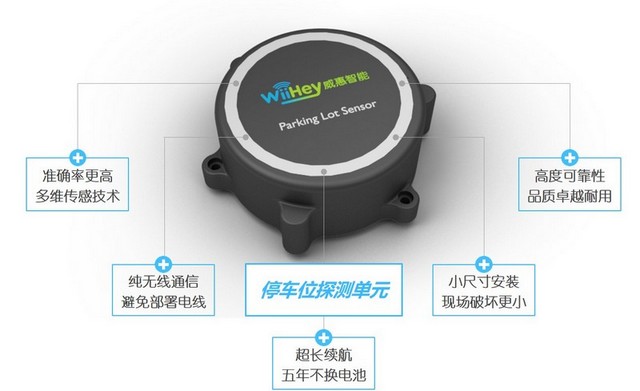 WiiHey 威惠智能
Parking Lot Sensor
准确率更高
多维传感技术
高度可靠性
品质卓越耐用
纯无线通信
避免部署电线
停车位探测单元
小尺寸安装
现场破坏更小
超长续航
五年不换电池